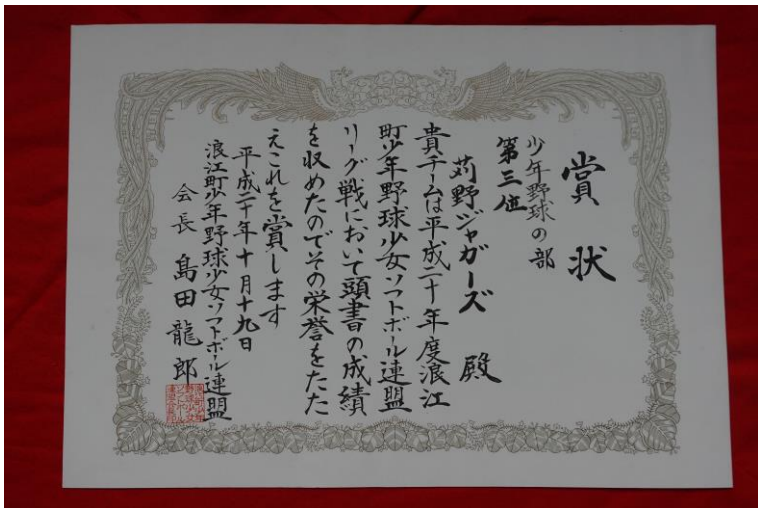 賞状
少年野球の部
第三位
苅野ジャガーズ 殿
貴チームは平成二十年度浪江
町少年野球少女ソフトボール連盟
リーグ戦において頭書の成績
を収めたのでその栄誉をたた
えこれを賞します
平成二十年十月十九日
浪江町少年野球少女ソフトボール連盟
会長 島田龍郎